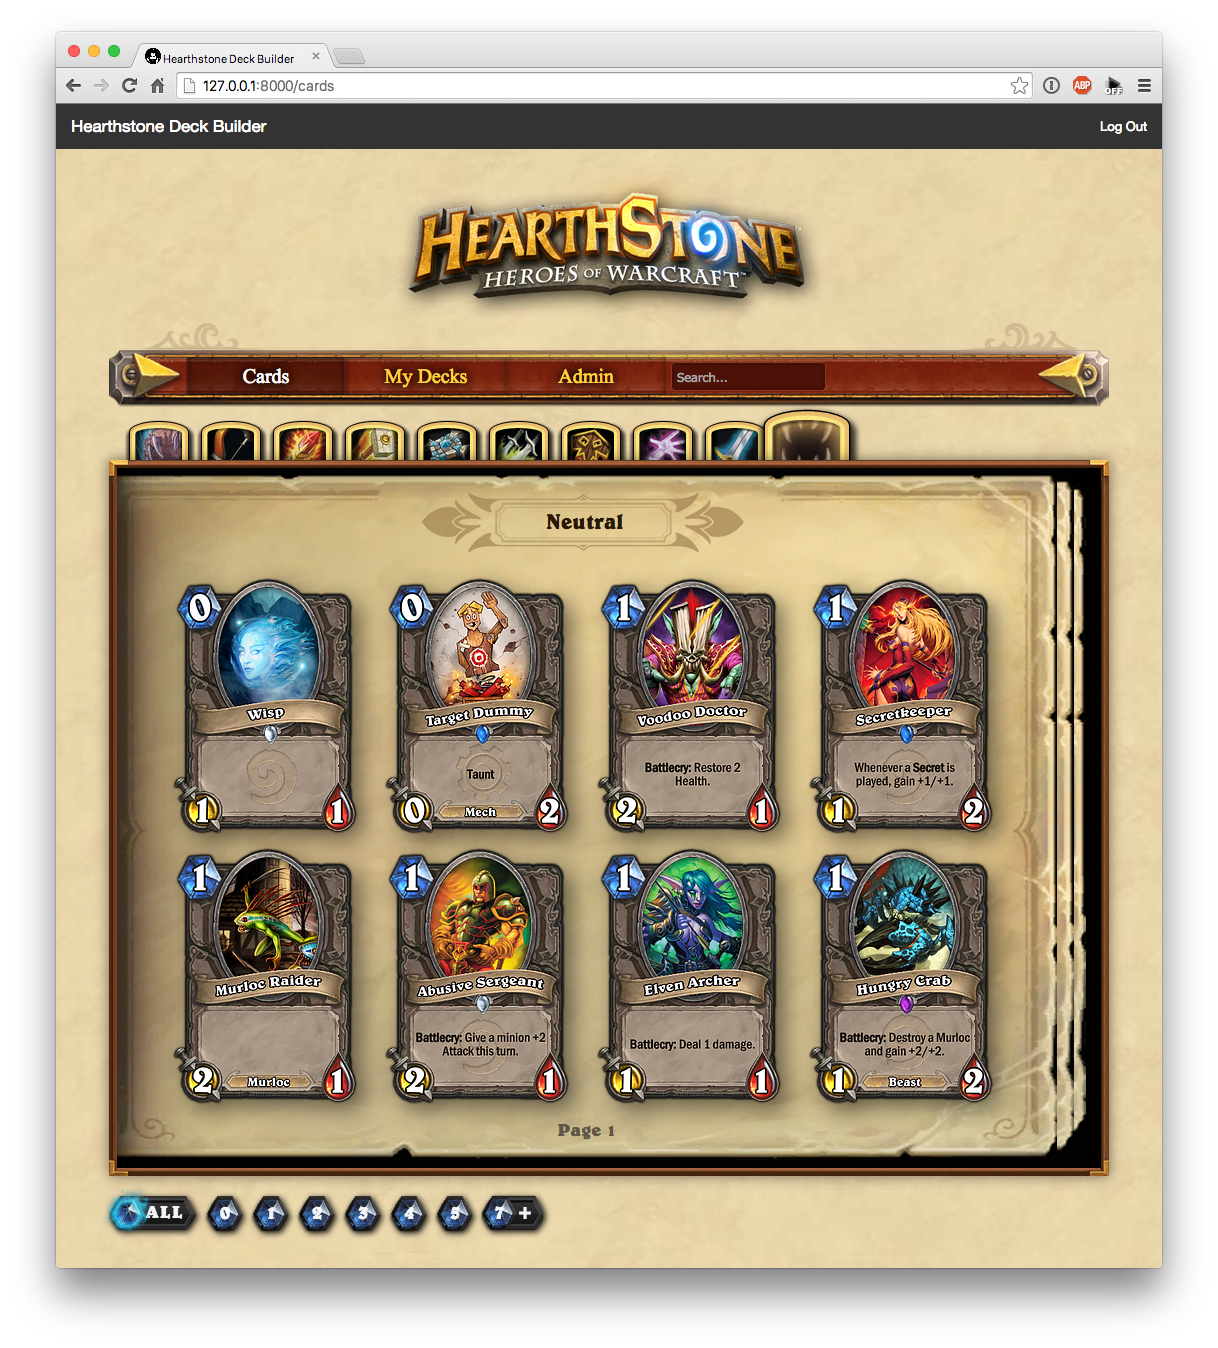 Hearthstone Deck Builder
127.0.0.1:8000/cards
ABP
OFF
Hearthstone Deck Builder
Log Out
HEARTHSTONE
HEROES OF WARCRAFT™
Cards
My Decks
Admin
Search...
Neutral
0
Wisp
1
1
0
Target Dummy
Taunt
Mech
0
2
1
Voodoo Doctor
Battlecry: Restore 2
Health.
2
1
1
Secretkeeper
Whenever a Secret is
played, gain +1/+1.
1
2
1
Murloc Raider
Murloc
2
1
1
Abusive Sergeant
Battlecry: Give a minion +2
Attack this turn.
2
1
1
Elven Archer
Battlecry: Deal 1 damage.
1
1
1
Hungry Crab
Battlecry: Destroy a Murloc
and gain +2/+2.
Beast
1
2
Page 1
ALL 0 1 2 3 4 5 7 +